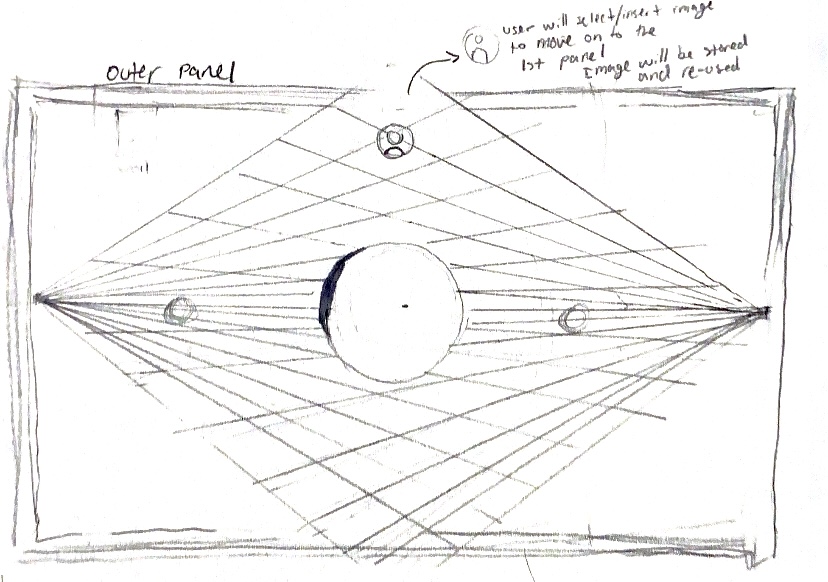 outer panel
user will select/insert image
to move on to the
1st panel
Image will be stored
and re-used